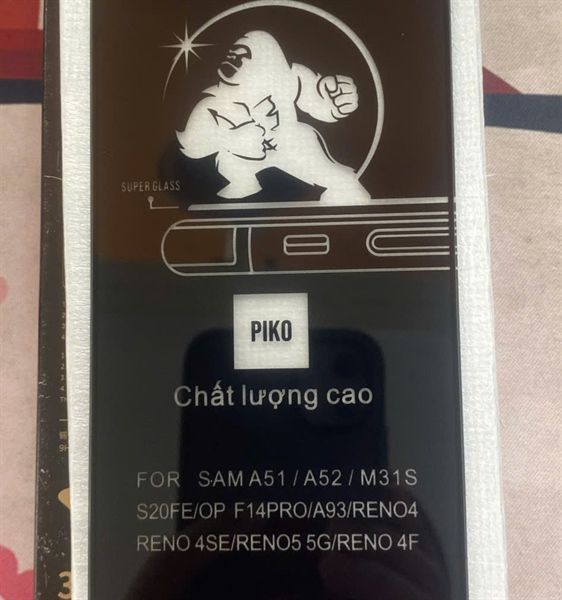 SUPER GLASS
PIKO
Chất lượng cao
FOR SAM A51 / A52 / M31S
S20FE/OP F14PRO/A93/RENO4
RENO 4SE/RENO5 5G/RENO 4F